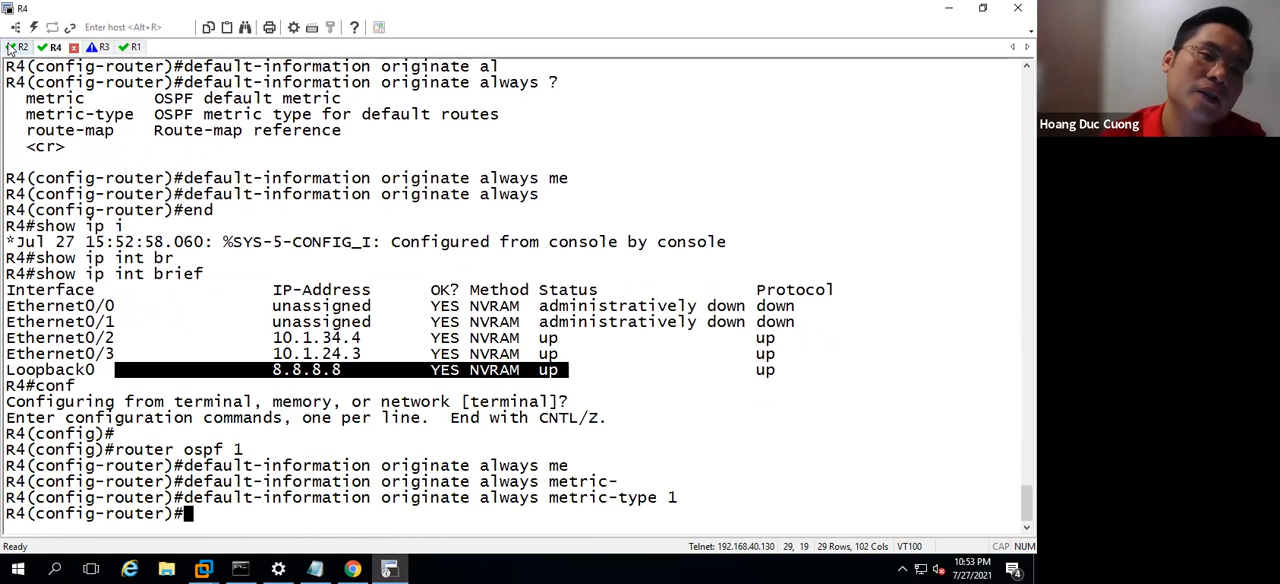 R4
Enter host <Alt+R>
R2 R4 R3 R1
R4(config-router)#default-information originate al
R4(config-router)#default-information originate always ?
metric OSPF default metric
metric-type OSPF metric type for default routes
route-map Route-map reference
<cr>
R4(config-router)#default-information originate always me
R4(config-router)#default-information originate always
R4(config-router)#end
R4#show ip i
*Jul 27 15:52:58.060: %SYS-5-CONFIG_I: Configured from console by console
R4#show ip int br
R4#show ip int brief
Interface IP-Address OK? Method Status Protocol
Ethernet0/0 unassigned YES NVRAM administratively down down
Ethernet0/1 unassigned YES NVRAM administratively down down
Ethernet0/2 10.1.34.4 YES NVRAM up up
Ethernet0/3 10.1.24.3 YES NVRAM up up
Loopback0 8.8.8.8 YES NVRAM up up
R4#conf
Configuring from terminal, memory, or network [terminal]?
Enter configuration commands, one per line. End with CNTL/Z.
R4(config)#
R4(config)#router ospf 1
R4(config-router)#default-information originate always me
R4(config-router)#default-information originate always metric-
R4(config-router)#default-information originate always metric-type 1
R4(config-router)#
Hoang Duc Cuong
Ready Telnet: 192.168.40.130 29, 19 29 Rows, 102 Cols VT100 CAP NUM
10:53 PM
7/27/2021
4